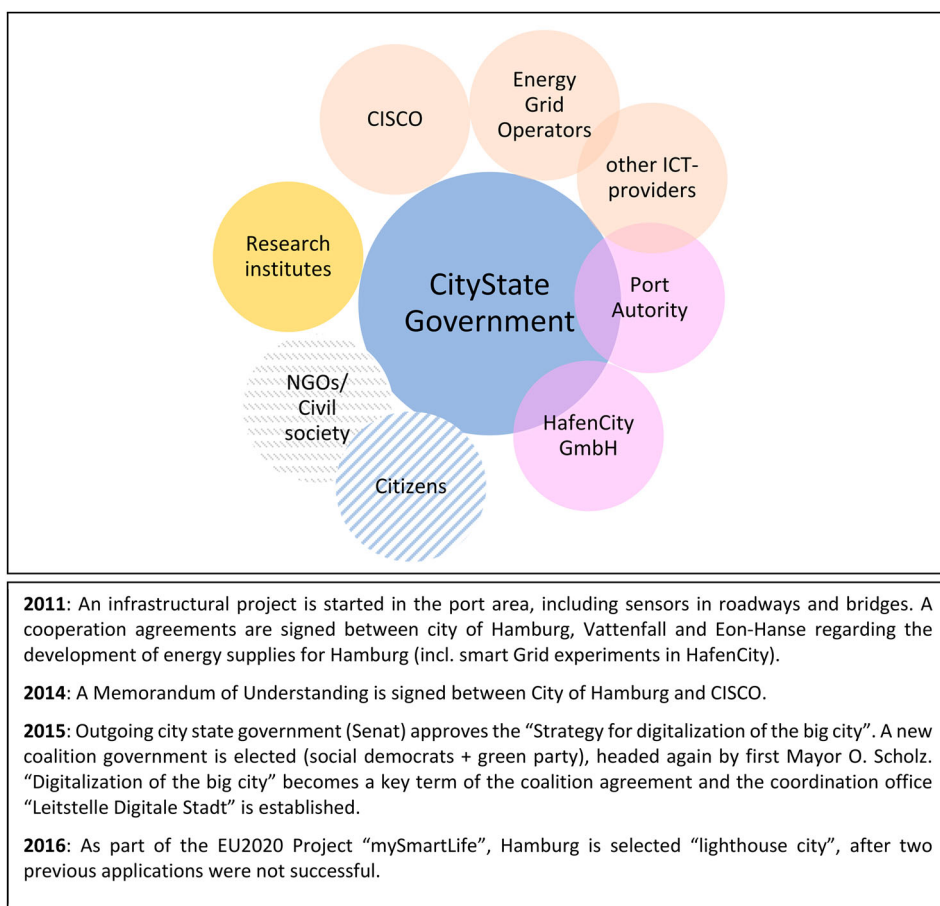 CISCO
Energy
Grid
Operators
other ICT-
providers
Research
institutes
CityState
Government
Port
Autority
NGOs/
Civil
society
HafenCity
GmbH
Citizens
2011: An infrastructural project is started in the port area, including sensors in roadways and bridges. A
cooperation agreements are signed between city of Hamburg, Vattenfall and Eon-Hanse regarding the
development of energy supplies for Hamburg (incl. smart Grid experiments in HafenCity).
2014: A Memorandum of Understanding is signed between City of Hamburg and CISCO.
2015: Outgoing city state government (Senat) approves the “Strategy for digitalization of the big city”. A new
coalition government is elected (social democrats + green party), headed again by first Mayor O. Scholz.
“Digitalization of the big city” becomes a key term of the coalition agreement and the coordination office
“Leitstelle Digitale Stadt” is established.
2016: As part of the EU2020 Project “mySmartLife”, Hamburg is selected “lighthouse city”, after two
previous applications were not successful.